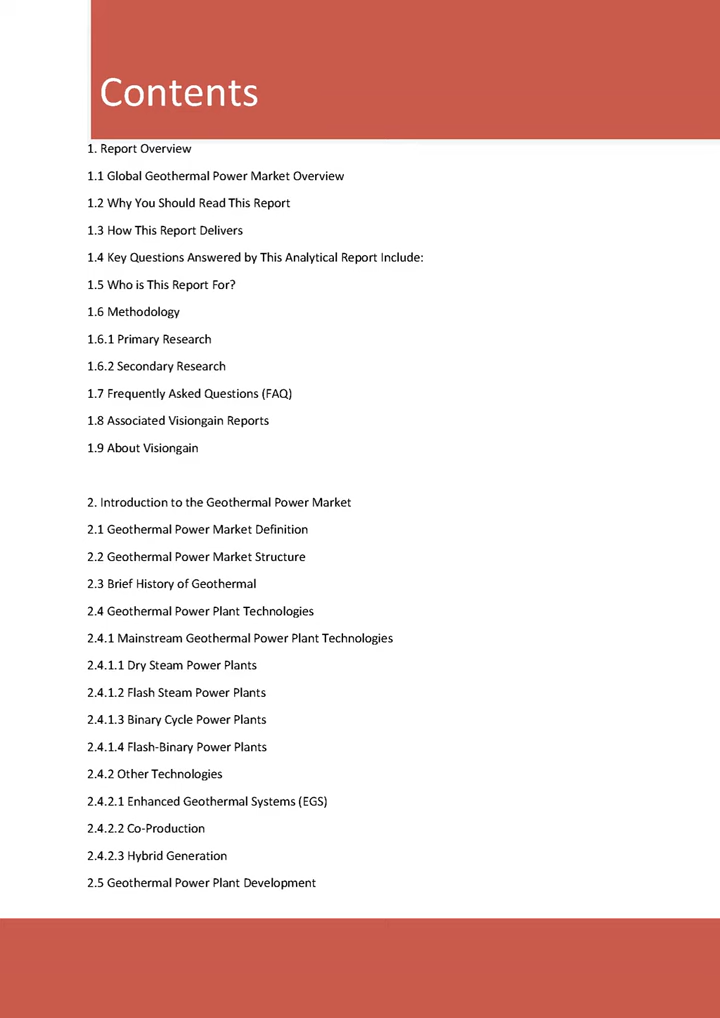 Contents
1. Report Overview
1.1 Global Geothermal Power Market Overview
1.2 Why You Should Read This Report
1.3 How This Report Delivers
1.4 Key Questions Answered by This Analytical Report Include:
1.5 Who is This Report For?
1.6 Methodology
1.6.1 Primary Research
1.6.2 Secondary Research
1.7 Frequently Asked Questions (FAQ)
1.8 Associated Visiongain Reports
1.9 About Visiongain
2. Introduction to the Geothermal Power Market
2.1 Geothermal Power Market Definition
2.2 Geothermal Power Market Structure
2.3 Brief History of Geothermal
2.4 Geothermal Power Plant Technologies
2.4.1 Mainstream Geothermal Power Plant Technologies
2.4.1.1 Dry Steam Power Plants
2.4.1.2 Flash Steam Power Plants
2.4.1.3 Binary Cycle Power Plants
2.4.1.4 Flash-Binary Power Plants
2.4.2 Other Technologies
2.4.2.1 Enhanced Geothermal Systems (EGS)
2.4.2.2 Co-Production
2.4.2.3 Hybrid Generation
2.5 Geothermal Power Plant Development